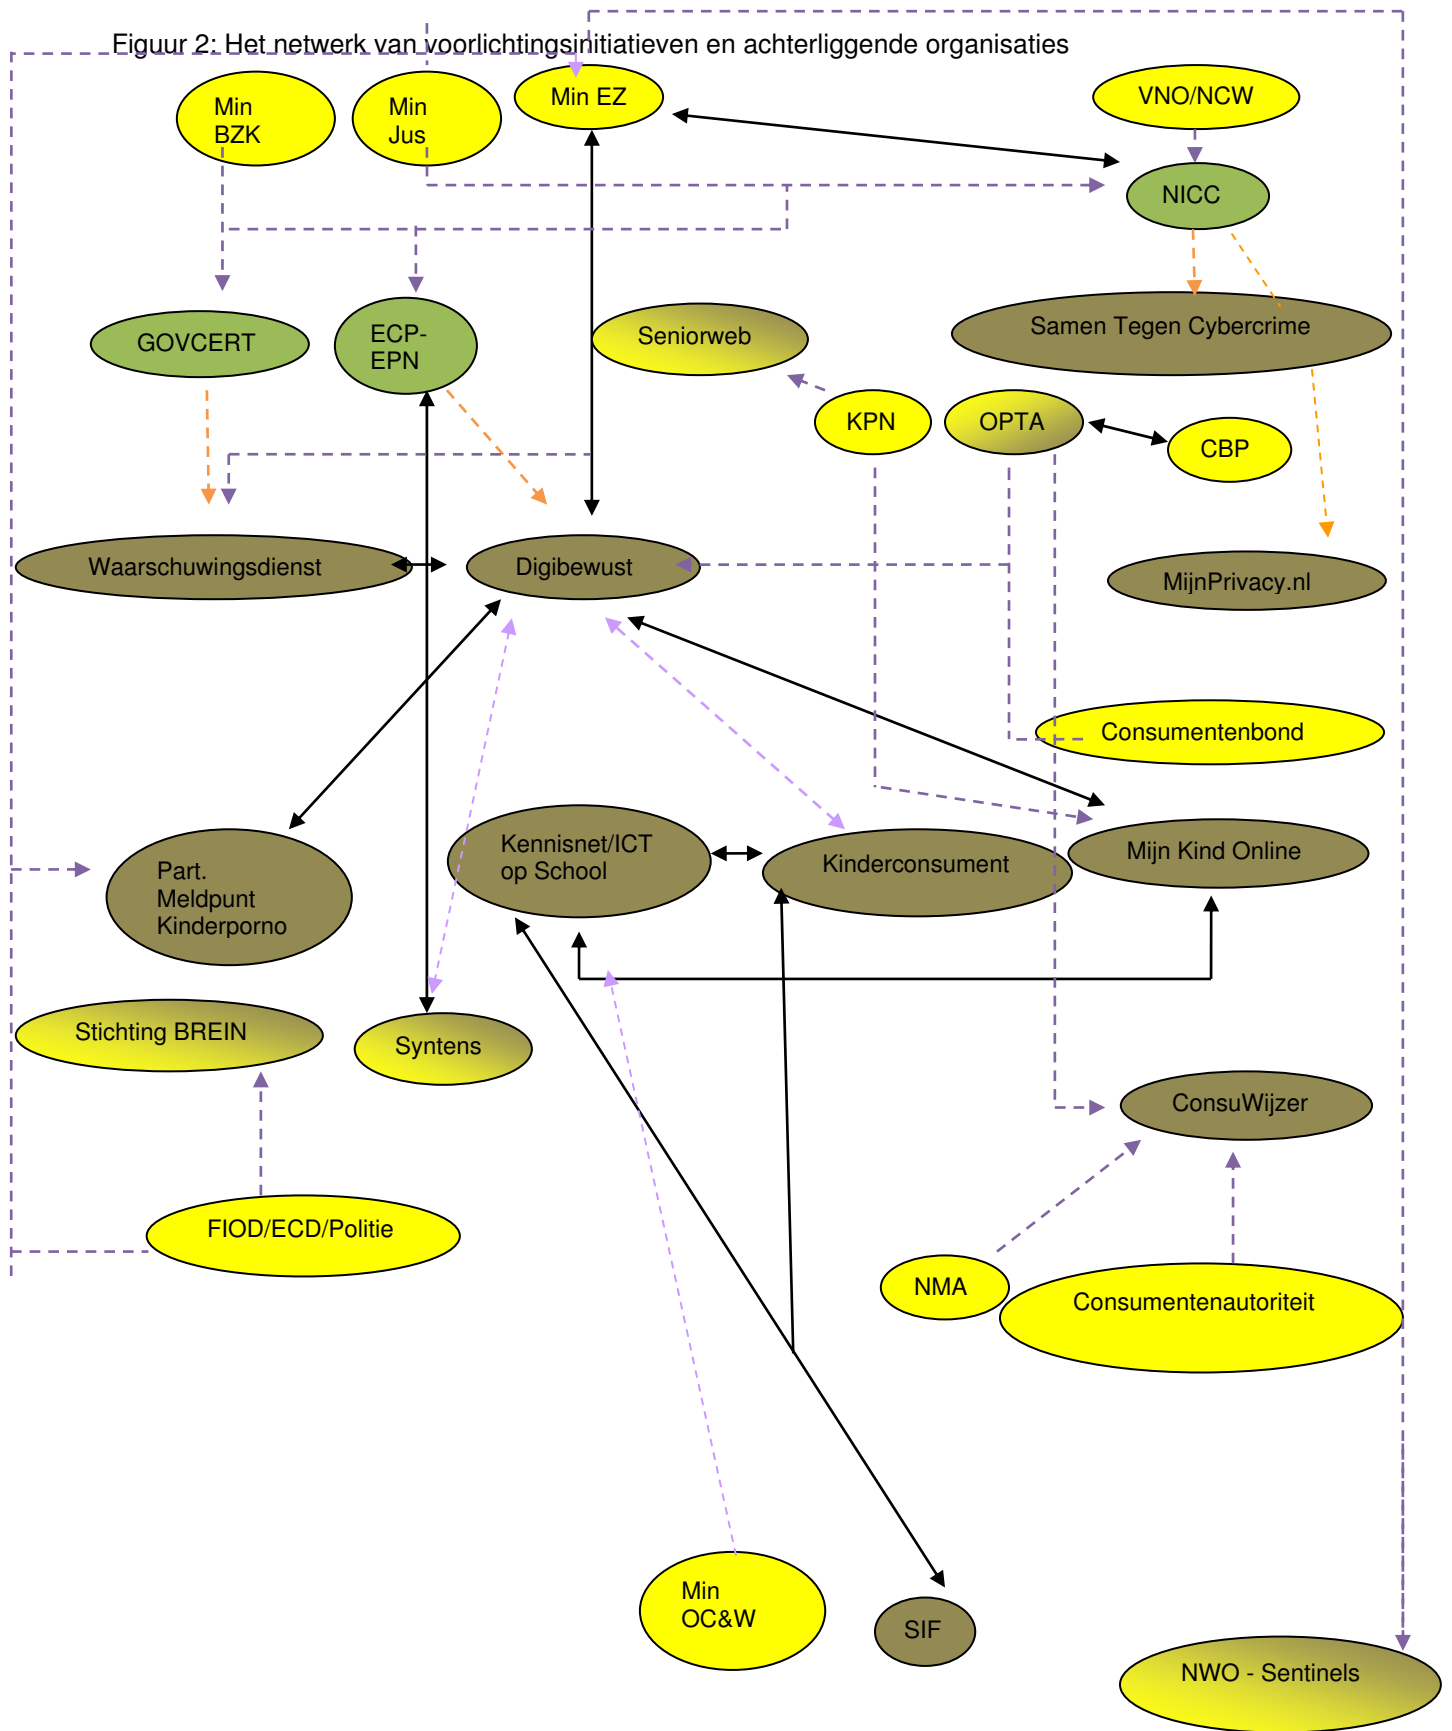 Figuur 2: Het netwerk van voorlichtingsinitiatieven en achterliggende organisaties
Min
BZK
Min
Jus
Min EZ
VNO/NCW
NICC
GOVCERT
ECP-
EPN
Seniorweb
Samen Tegen Cybercrime
KPN
OPTA
CBP
Waarschuwingsdienst
Digibewust
MijnPrivacy.nl
Consumentenbond
Part.
Meldpunt
Kinderporno
Kennisnet/ICT
op School
Kinderconsument
Mijn Kind Online
Stichting BREIN
Syntens
ConsuWijzer
FIOD/ECD/Politie
NMA
Consumentenautoriteit
Min
OC&W
SIF
NWO - Sentinels